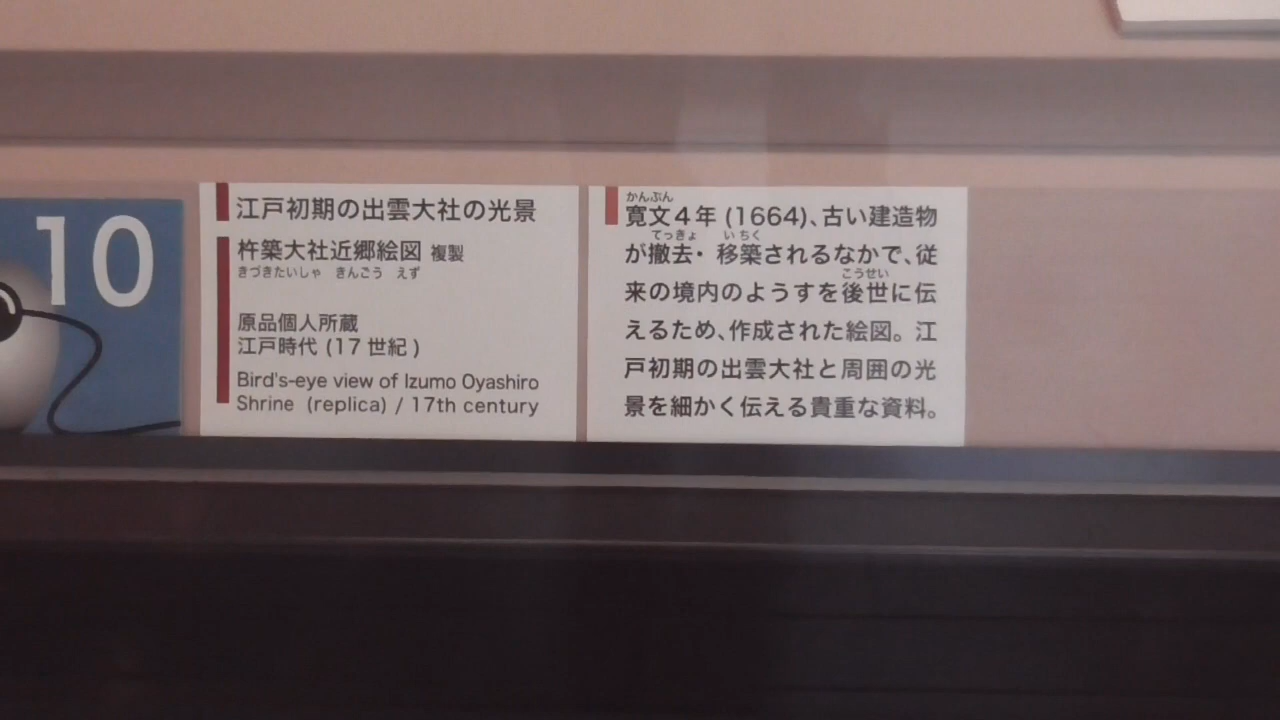 10
江戸初期の出雲大社の光景
杵築大社近郷絵図 複製
きづきたいしゃ きんごう えず
原品個人所蔵
江戸時代 (17 世紀 )
Bird's-eye view of Izumo Oyashiro
Shrine (replica) / 17th century
かんぶん
寛文4年 (1664)、古い建造物
てっきょ いちく
が撤去・ 移築されるなかで、従
こうせい
来の境内のようすを後世に伝
えるため、作成された絵図。江
戸初期の出雲大社と周囲の光
景を細かく伝える貴重な資料。